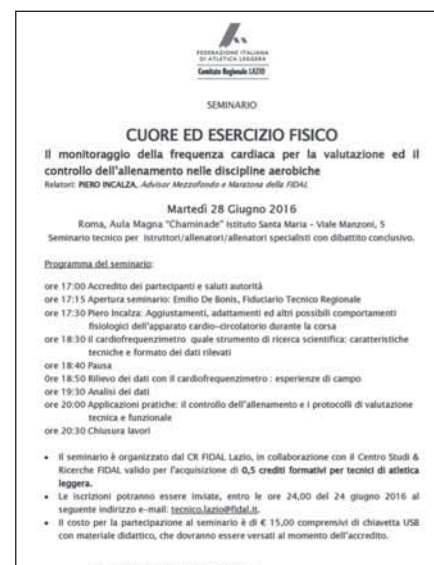 FEDERAZIONE ITALIANA
DI ATLETICA LEGGERA
Comitato Regionale LAZIO
SEMINARIO
CUORE ED ESERCIZIO FISICO
Il monitoraggio della frequenza cardiaca per la valutazione ed il
controllo dell'allenamento nelle discipline aerobiche
Relatori: PIERO INCALZA, Advisor Mezzofondo e Maratona della FIDAL
Martedì 28 Giugno 2016
Roma, Aula Magna "Chaminade" Istituto Santa Maria - Viale Manzoni, 5
Seminario tecnico per istruttori/allenatori/allenatori specialisti con dibattito conclusivo.
Programma del seminario:
ore 17:00 Accredito dei partecipanti e saluti autorità
ore 17:15 Apertura seminario: Emilio De Bonis, Fiduciario Tecnico Regionale
ore 17:30 Piero Incalza: Aggiustamenti, adattamenti ed altri possibili comportamenti
fisiologici dell'apparato cardio-circolatorio durante la corsa
ore 18:30 il cardiofrequenzimetro quale strumento di ricerca scientifica: caratteristiche
tecniche e formato dei dati rilevati
ore 18:40 Pausa
Ore 18:50 Rilievo dei dati con il cardiofrequenzimetro : esperienze di campo
ore 19:30 Analisi dei dati
ore 20:00 Applicazioni pratiche: il controllo dell'allenamento e i protocolli di valutazione
tecnica e funzionale
ore 20:30 Chiusura lavori
• Il seminario è organizzato dal CR FIDAL Lazio, in collaborazione con il Centro Studi &
Ricerche FIDAL valido per l'acquisizione di 0,5 crediti formativi per tecnici di atletica
leggera.
• Le iscrizioni potranno essere inviate, entro le ore 24,00 del 24 giugno 2016 al
seguente indirizzo e-mail: tecnico.lazio@fidal.it.
• Il costo per la partecipazione al seminario è di € 15,00 comprensivi di chiavetta USB
con materiale didattico, che dovranno essere versati al momento dell'accredito.